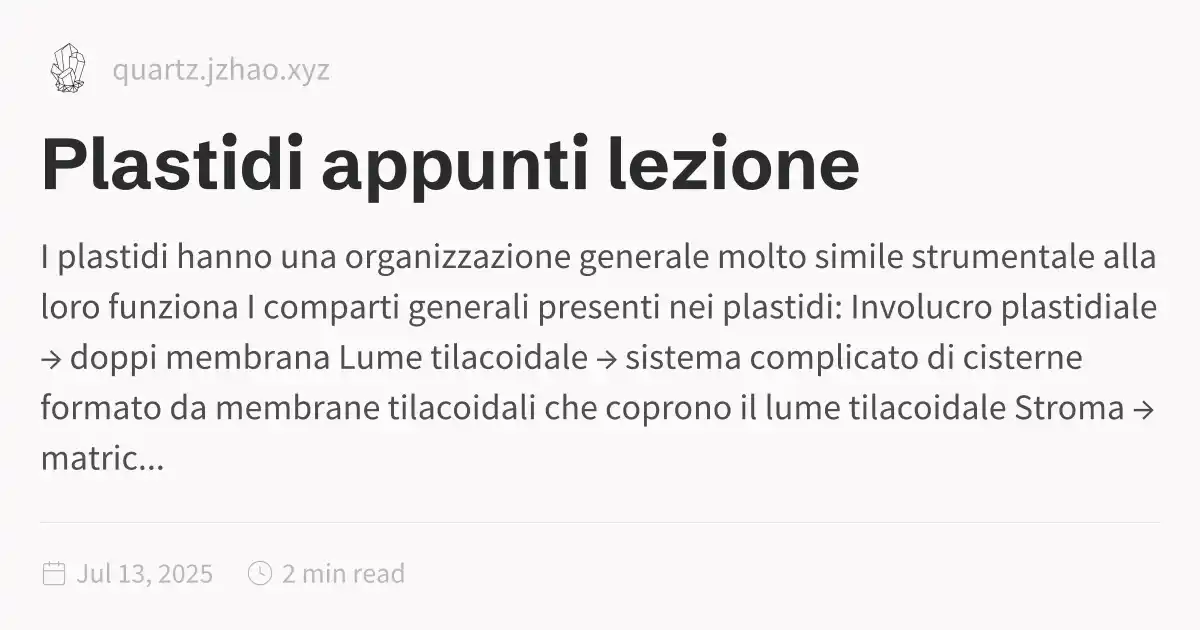 quartz.jzhao.xyz
Plastidi appunti lezione
I plastidi hanno una organizzazione generale molto simile strumentale alla
loro funziona I comparti generali presenti nei plastidi: Involucro plastidiale
→ doppi membrana Lume tilacoidale → sistema complicato di cisterne
formato da membrane tilacoidali che coprono il lume tilacoidale Stroma →
matric...
Jul 13, 2025 2 min read